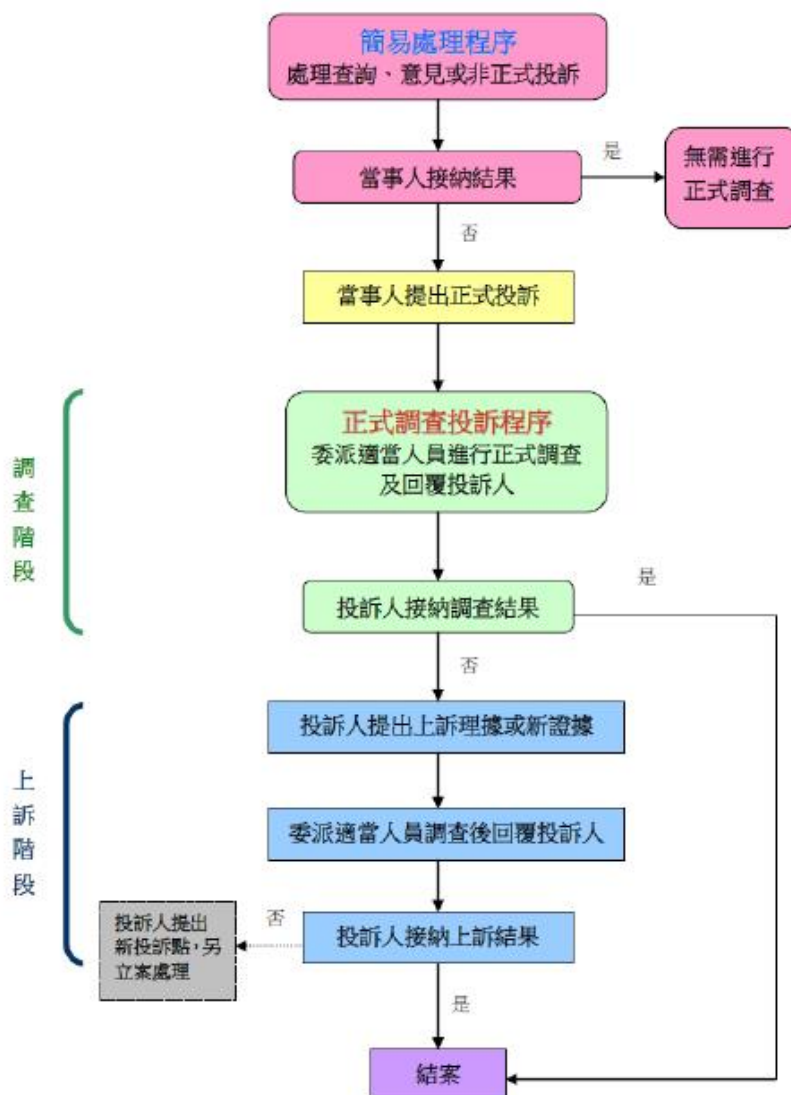 簡易處理程序
處理查詢、意見或非正式投訴
當事人接納結果
是
無需進行
正式調查
否
當事人提出正式投訴
調
查
階
段
正式調查投訴程序
委派適當人員進行正式調查
及回覆投訴人
投訴人接納調查結果
是
否
上
訴
階
段
投訴人提出上訴理據或新證據
委派適當人員調查後回覆投訴人
投訴人接納上訴結果
否
投訴人提出
新投訴點，另
立案處理
是
結案